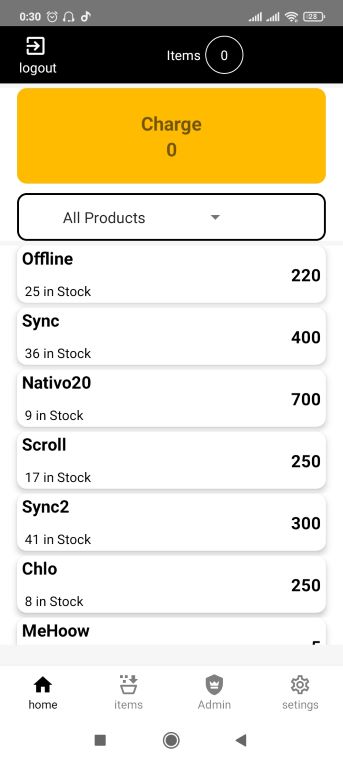 0:30
28
logout
Items 0
Charge
0
All Products
Offline
220
25 in Stock
Sync
400
36 in Stock
Nativo20
700
9 in Stock
Scroll
250
17 in Stock
Sync2
300
41 in Stock
Chlo
250
8 in Stock
MeHoow
home items Admin setings